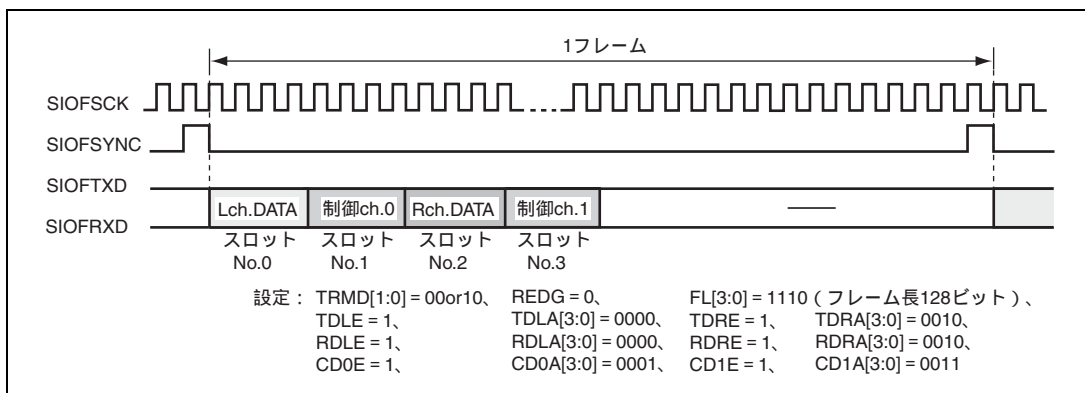 1フレーム
SIOFSCK
SIOFSYNC
SIOFTXD
SIOFRXD
Lch.DATA 制御ch.0 Rch.DATA 制御ch.1
スロット スロット スロット スロット
No.0 No.1 No.2 No.3
設定： TRMD[1:0] = 00or10、 REDG = 0、 FL[3:0] = 1110（フレーム長128ビット）、
TDLE = 1、 TDLA[3:0] = 0000、 TDRE = 1、 TDRA[3:0] = 0010、
RDLE = 1、 RDLA[3:0] = 0000、 RDRE = 1、 RDRA[3:0] = 0010、
CD0E = 1、 CD0A[3:0] = 0001、 CD1E = 1、 CD1A[3:0] = 0011